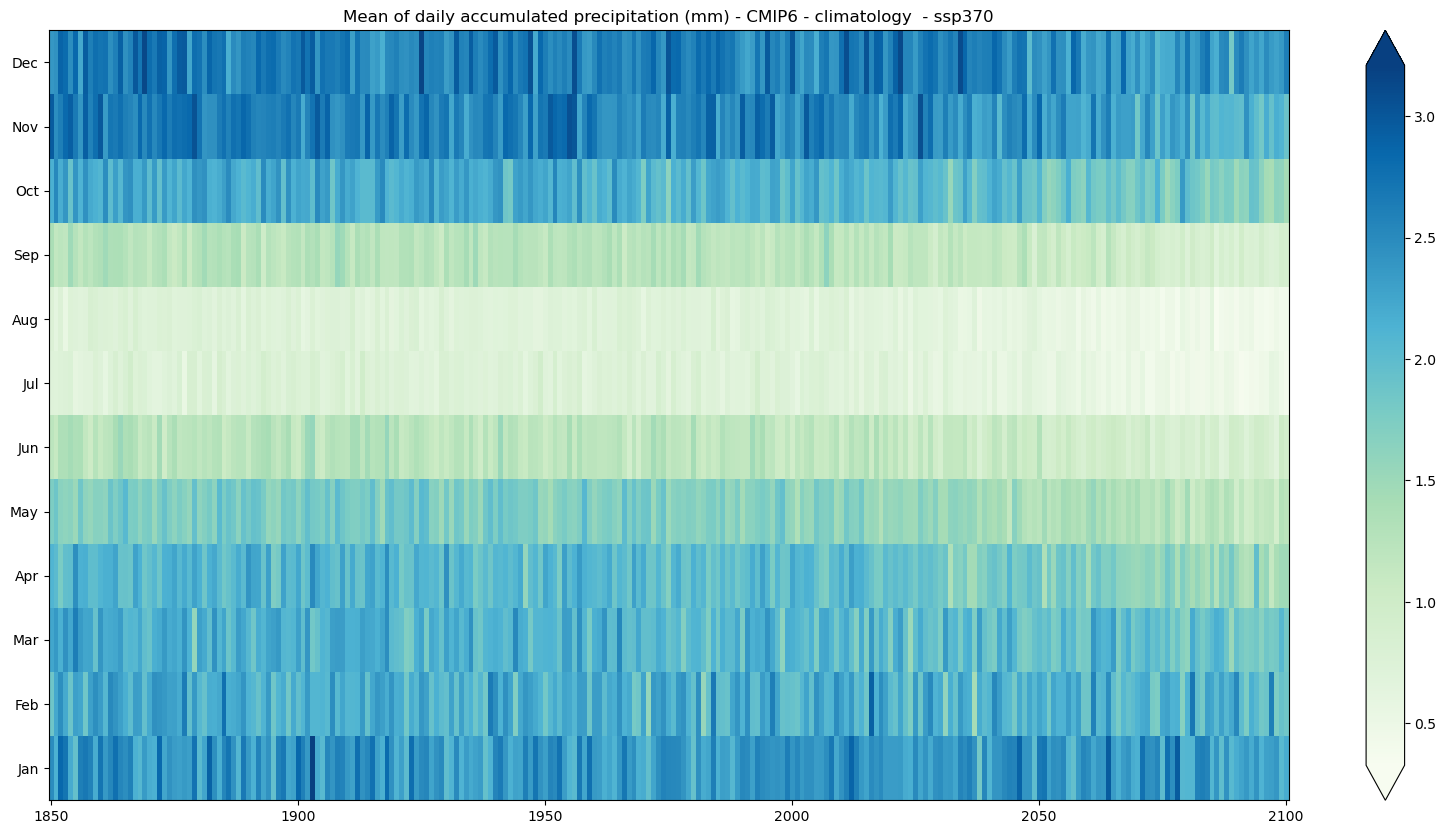 Mean of daily accumulated precipitation (mm) - CMIP6 - climatology  - ssp370
Dec
Nov
Oct
Sep
Aug
Jul
Jun
May
Apr
Mar
Feb
Jan
1850 1900 1950 2000 2050 2100
3.0
2.5
2.0
1.5
1.0
0.5